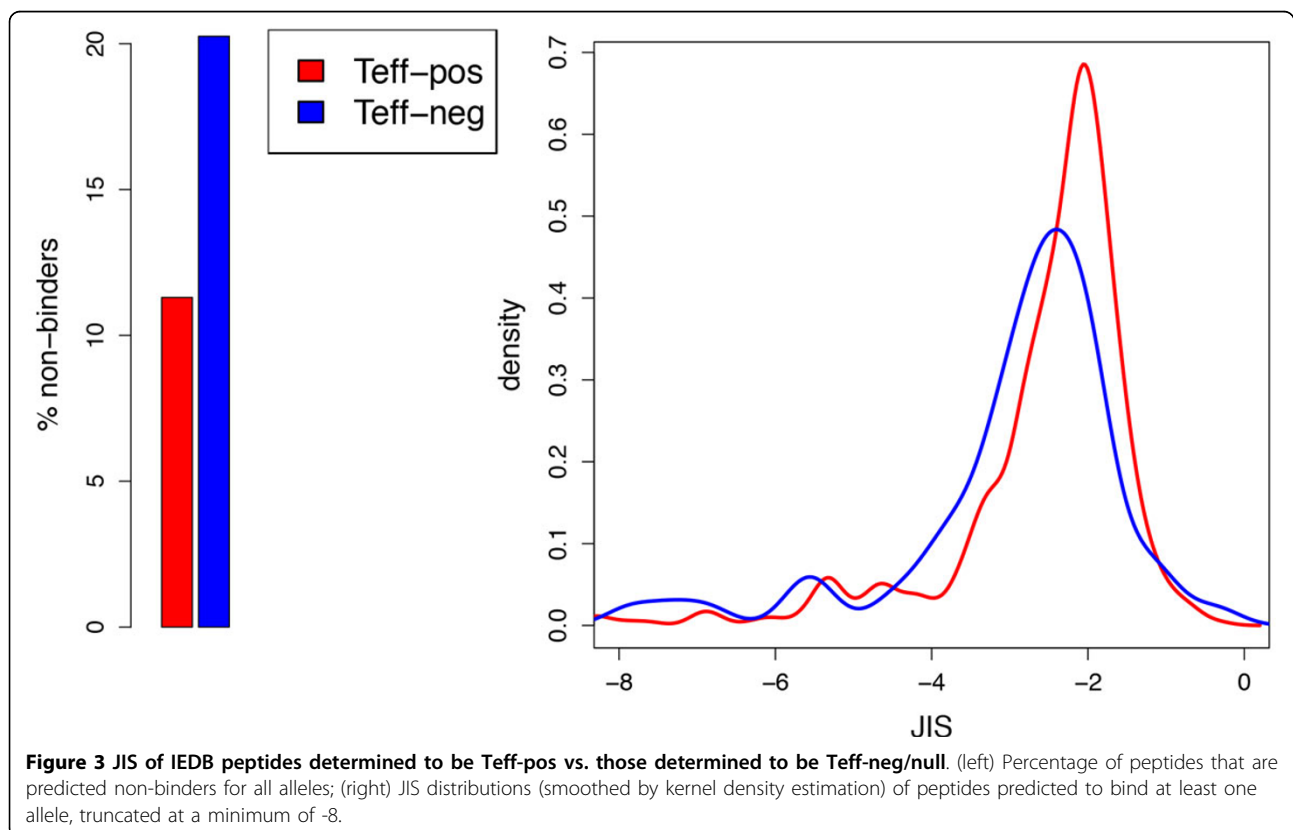 Teff−pos
Teff−neg
% non−binders
0
5
10
15
20
density
0.0
0.1
0.2
0.3
0.4
0.5
0.6
0.7
−8
−6
−4
−2
0
JIS
Figure 3 JIS of IEDB peptides determined to be Teff-pos vs. those determined to be Teff-neg/null. (left) Percentage of peptides that are
predicted non-binders for all alleles; (right) JIS distributions (smoothed by kernel density estimation) of peptides predicted to bind at least one
allele, truncated at a minimum of -8.